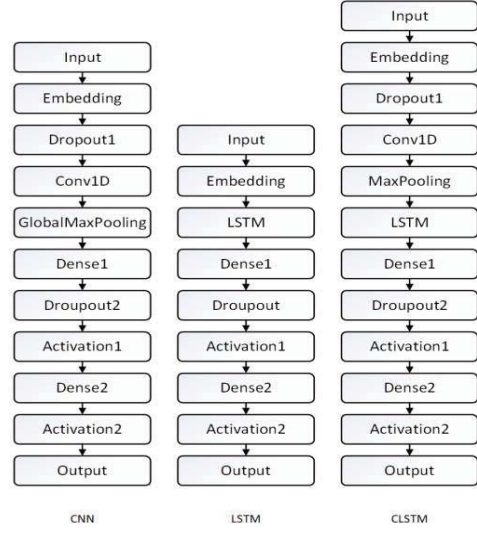 Input
Embedding
Dropout1
Conv1D
GlobalMaxPooling
Dense1
Droupout2
Activation1
Dense2
Activation2
Output
CNN
Input
Embedding
LSTM
Dense1
Droupout
Activation1
Dense2
Activation2
Output
LSTM
Input
Embedding
Dropout1
Conv1D
MaxPooling
LSTM
Dense1
Droupout2
Activation1
Dense2
Activation2
Output
CLSTM